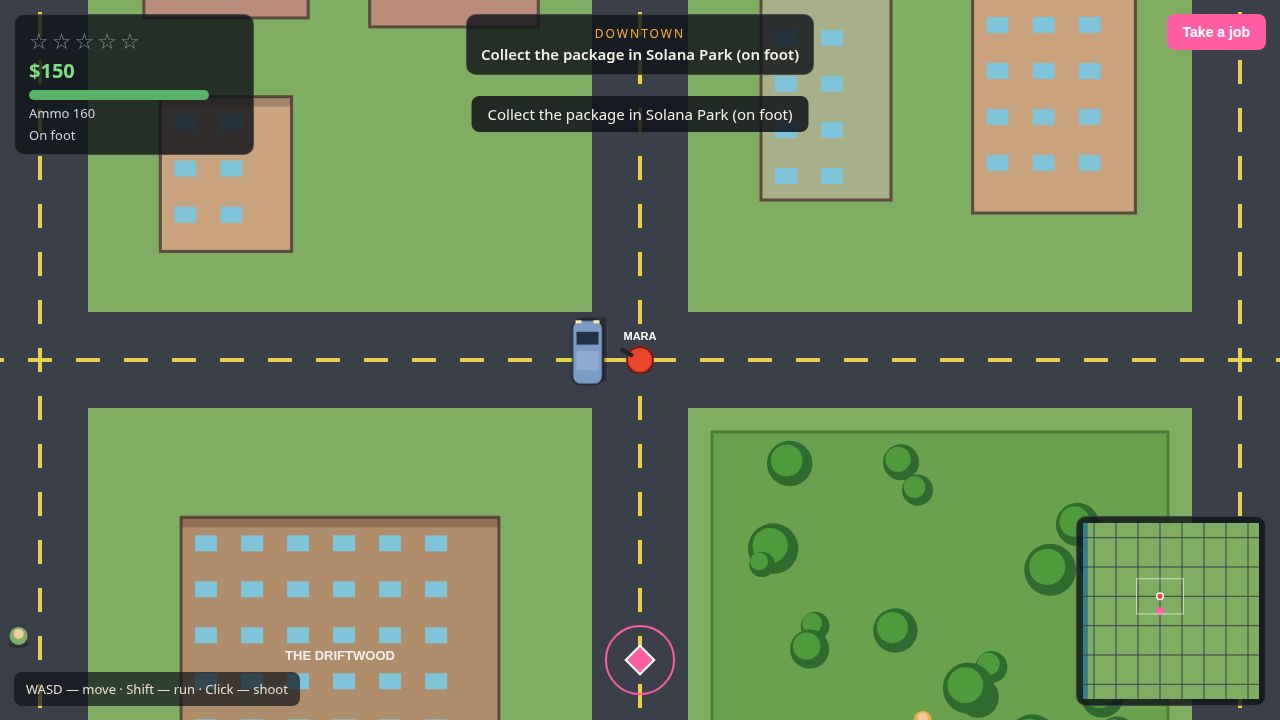 ☆☆☆☆☆
$150
Ammo 160
On foot
DOWNTOWN
Collect the package in Solana Park (on foot)
Collect the package in Solana Park (on foot)
Take a job
MARA
THE DRIFTWOOD
WASD — move · Shift — run · Click — shoot